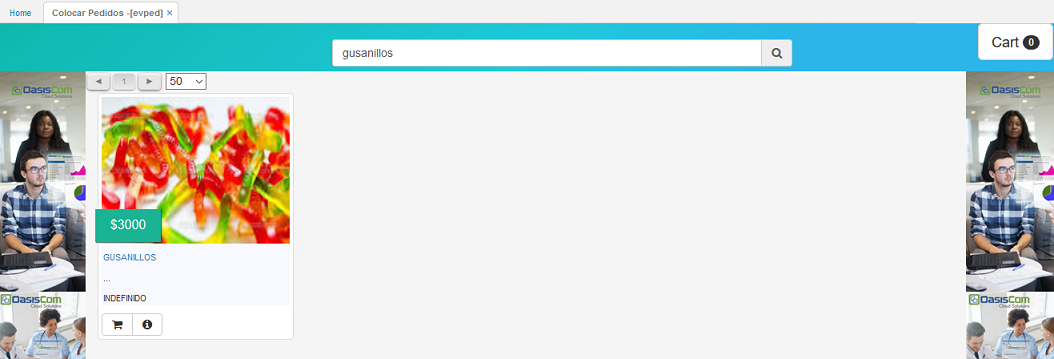 Home
Colocar Pedidos -[evped] ×
gusanillos
Cart 0
1
50
OasisCom
Cloud Solutions
OasisCom
Cloud Solutions
$3000
GUSANILLOS
...
INDEFINIDO
OasisCom
Cloud Solutions
OasisCom
Cloud Solutions